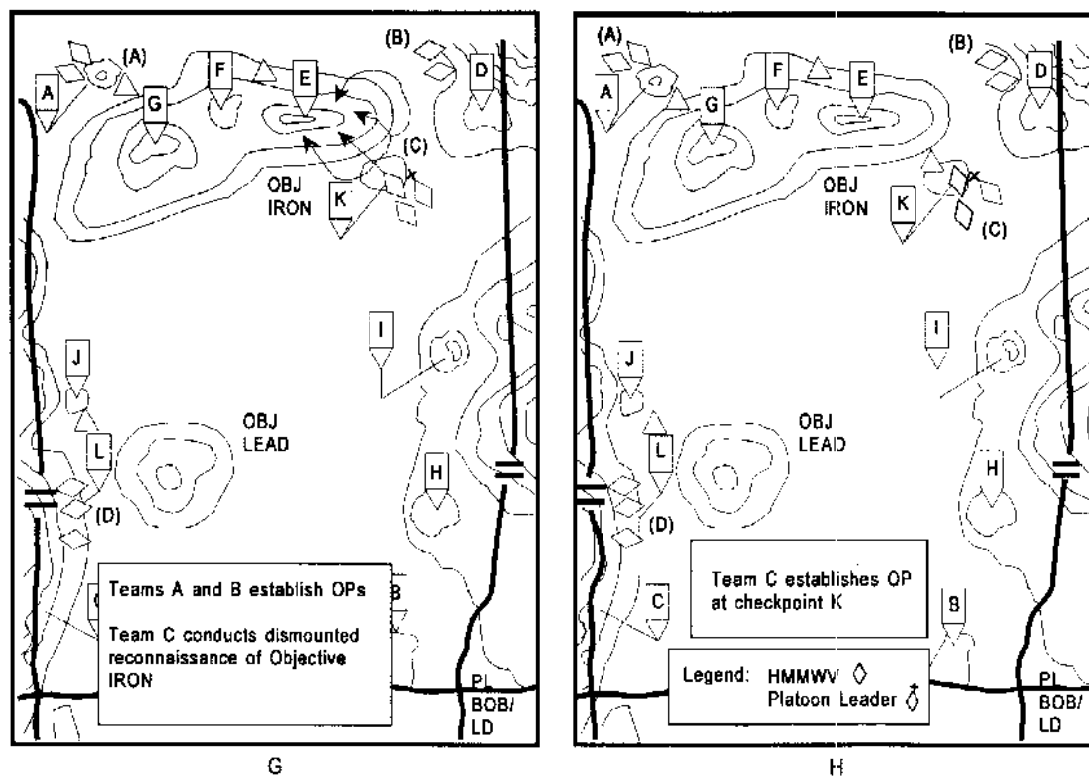 (A)
(B)
A
F
E
D
G
(C)
OBJ
IRON
K
I
J
OBJ
LEAD
L
H
(D)
Teams A and B establish OPs
Team C conducts dismounted
reconnaissance of Objective
IRON
B
PL
BOB/
LD
G
(A)
(B)
A
F
E
D
G
OBJ
IRON
K
(C)
I
J
OBJ
LEAD
L
H
(D)
Team C establishes OP
at checkpoint K
C
B
Legend: HMMWV
Platoon Leader
PL
BOB/
LD
H